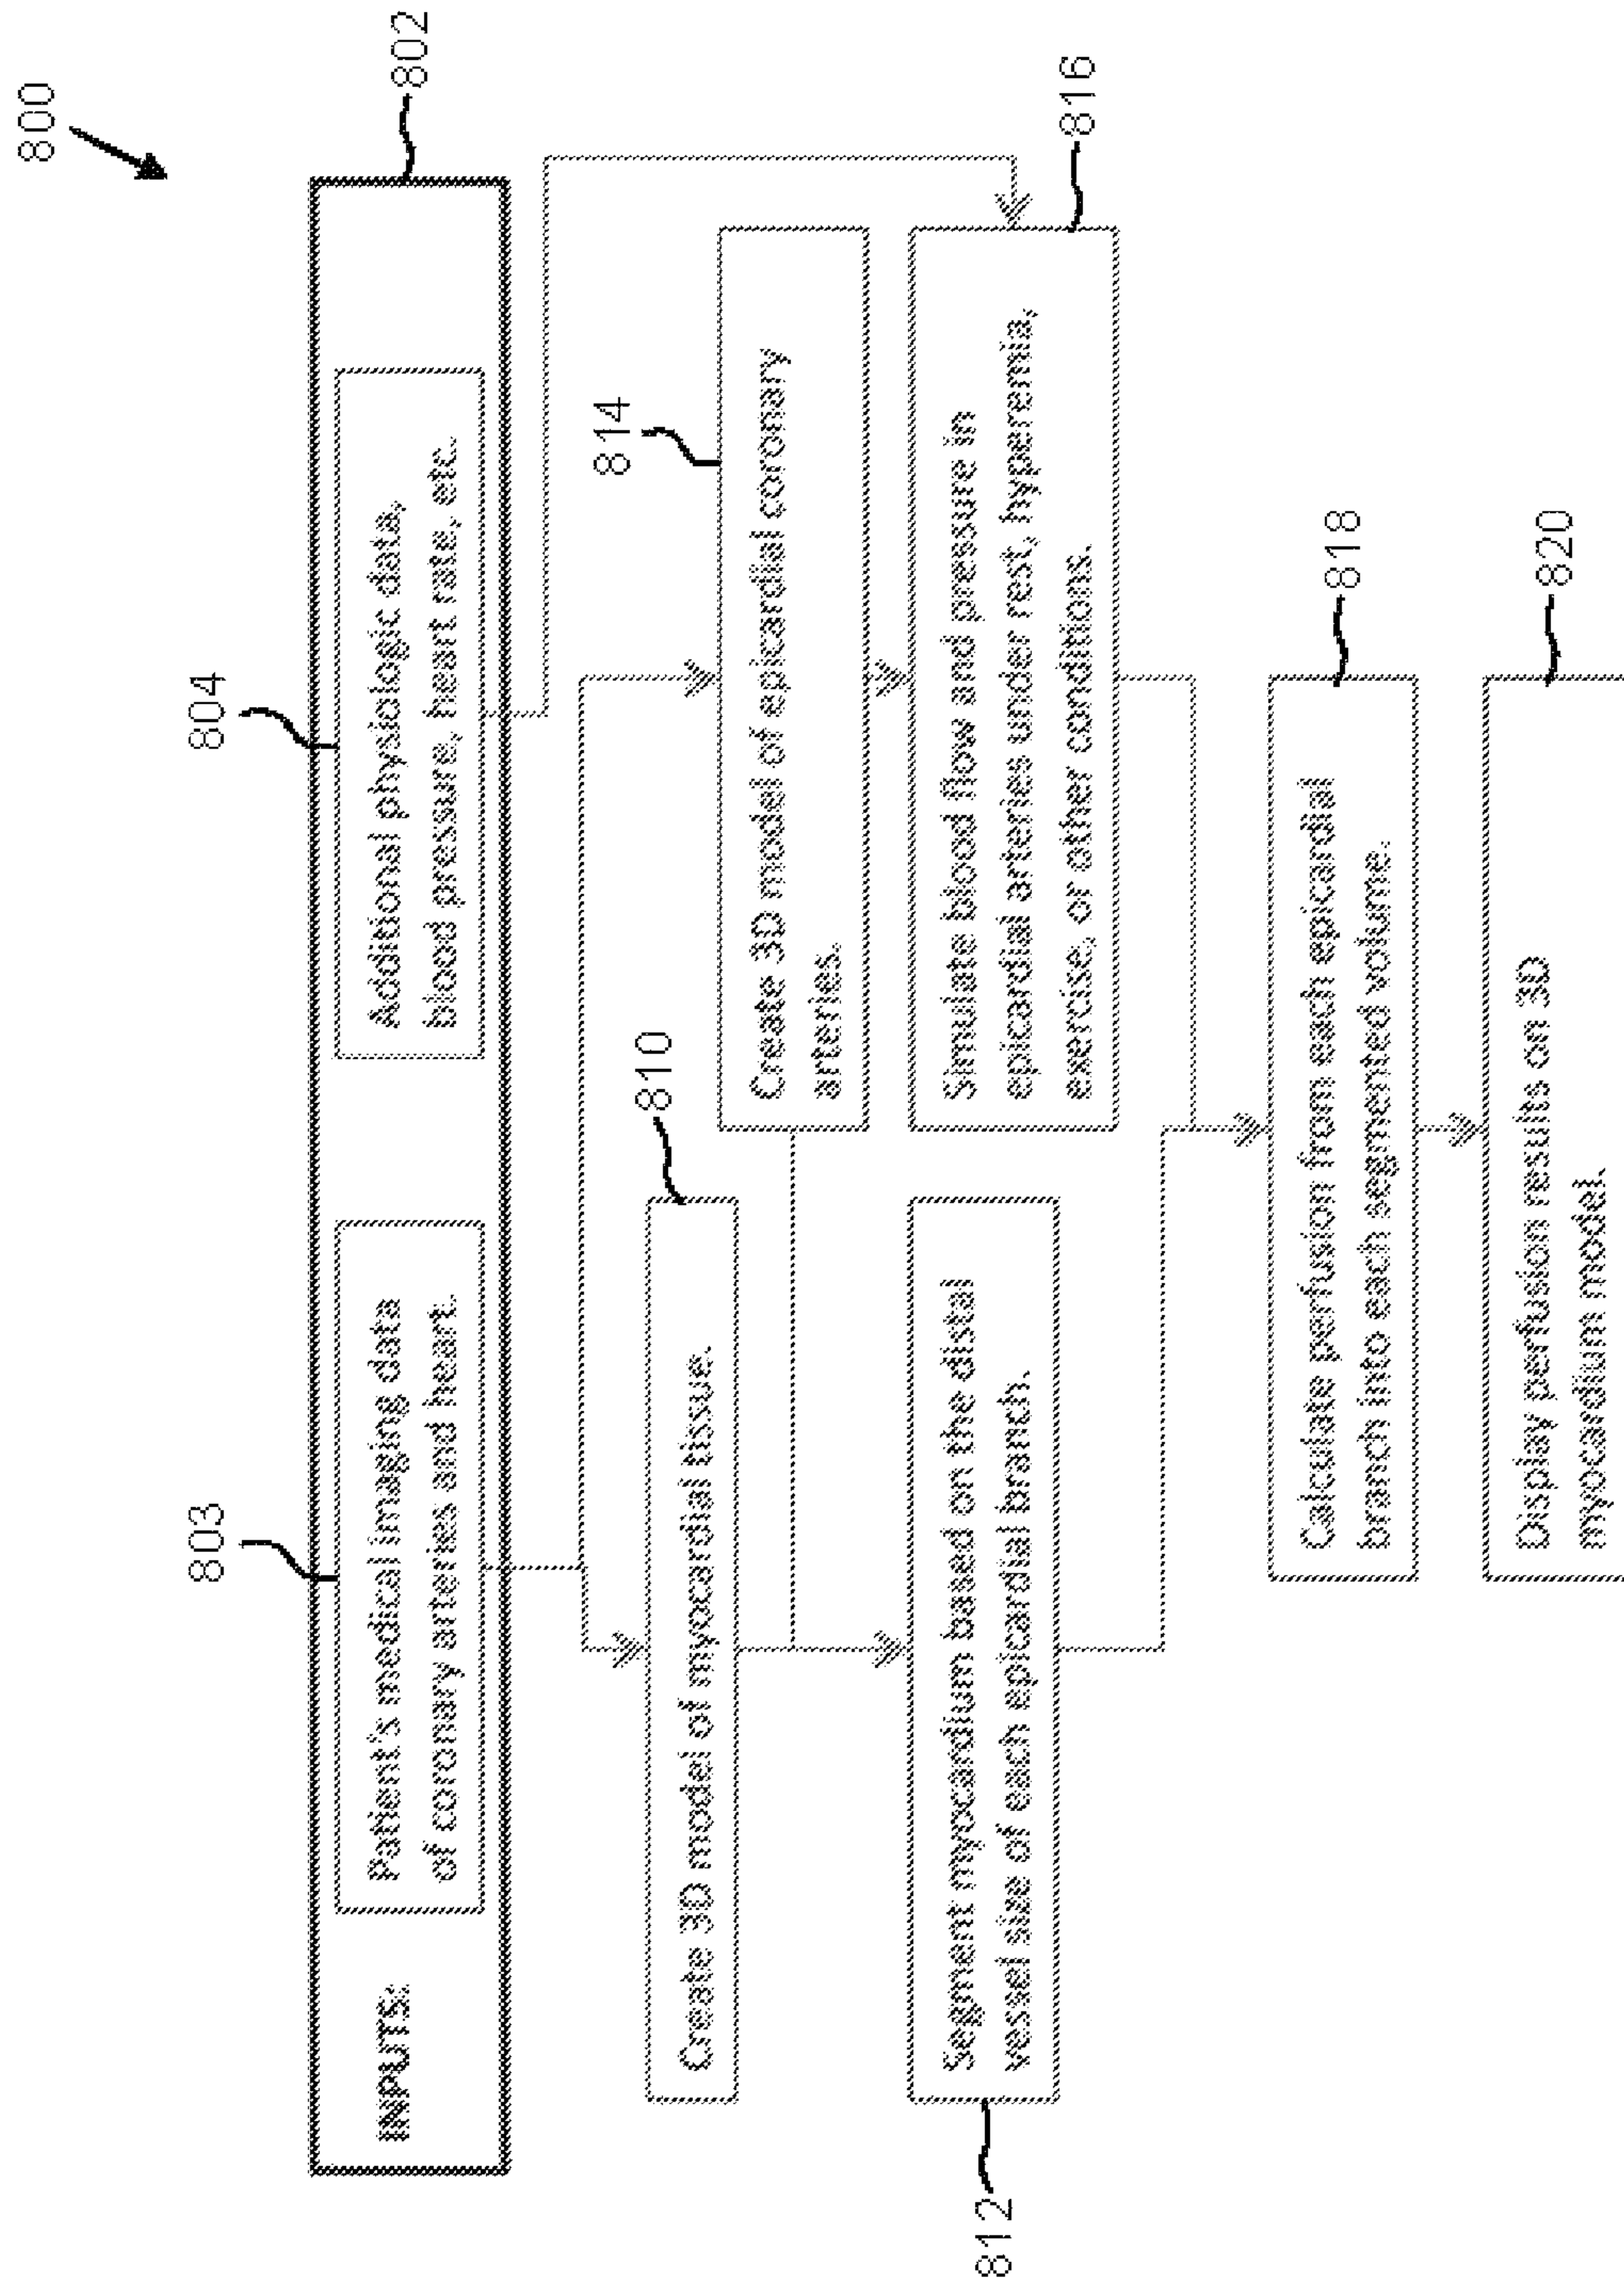 800
802
803
804
INPUTS:
Patient's medical imaging data
of coronary arteries and heart.
Additional physiologic data,
blood pressure, heart rate, etc.
810
Create 3D model of myocardial tissue.
814
Create 3D model of epicardial coronary
arteries.
812
Segment myocardium based on the distal
vessel size of each epicardial branch.
816
Simulate blood flow and pressure in
epicardial arteries under rest, hyperemia,
exercise, or other conditions.
818
Calculate perfusion from each epicardial
branch into each segmented volume.
820
Display perfusion results on 3D
myocardium model.